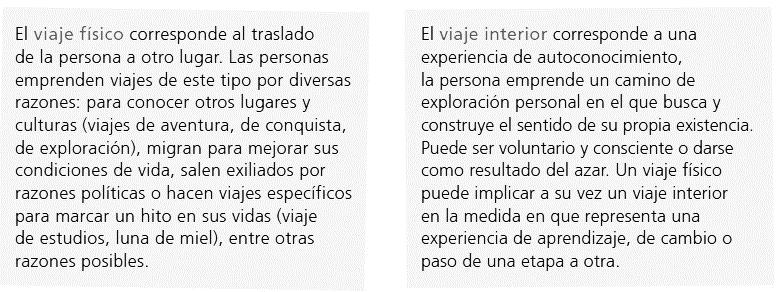 El viaje físico corresponde al traslado
de la persona a otro lugar. Las personas
emprenden viajes de este tipo por diversas
razones: para conocer otros lugares y
culturas (viajes de aventura, de conquista,
de exploración), migran para mejorar sus
condiciones de vida, salen exiliados por
razones políticas o hacen viajes específicos
para marcar un hito en sus vidas (viaje
de estudios, luna de miel), entre otras
razones posibles.
El viaje interior corresponde a una
experiencia de autoconocimiento,
la persona emprende un camino de
exploración personal en el que busca y
construye el sentido de su propia existencia.
Puede ser voluntario y consciente o darse
como resultado del azar. Un viaje físico
puede implicar a su vez un viaje interior
en la medida en que representa una
experiencia de aprendizaje, de cambio o
paso de una etapa a otra.